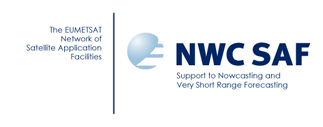 The EUMETSAT
Network of
Satellite Application
Facilities
NWC SAF
Support to Nowcasting and
Very Short Range Forecasting